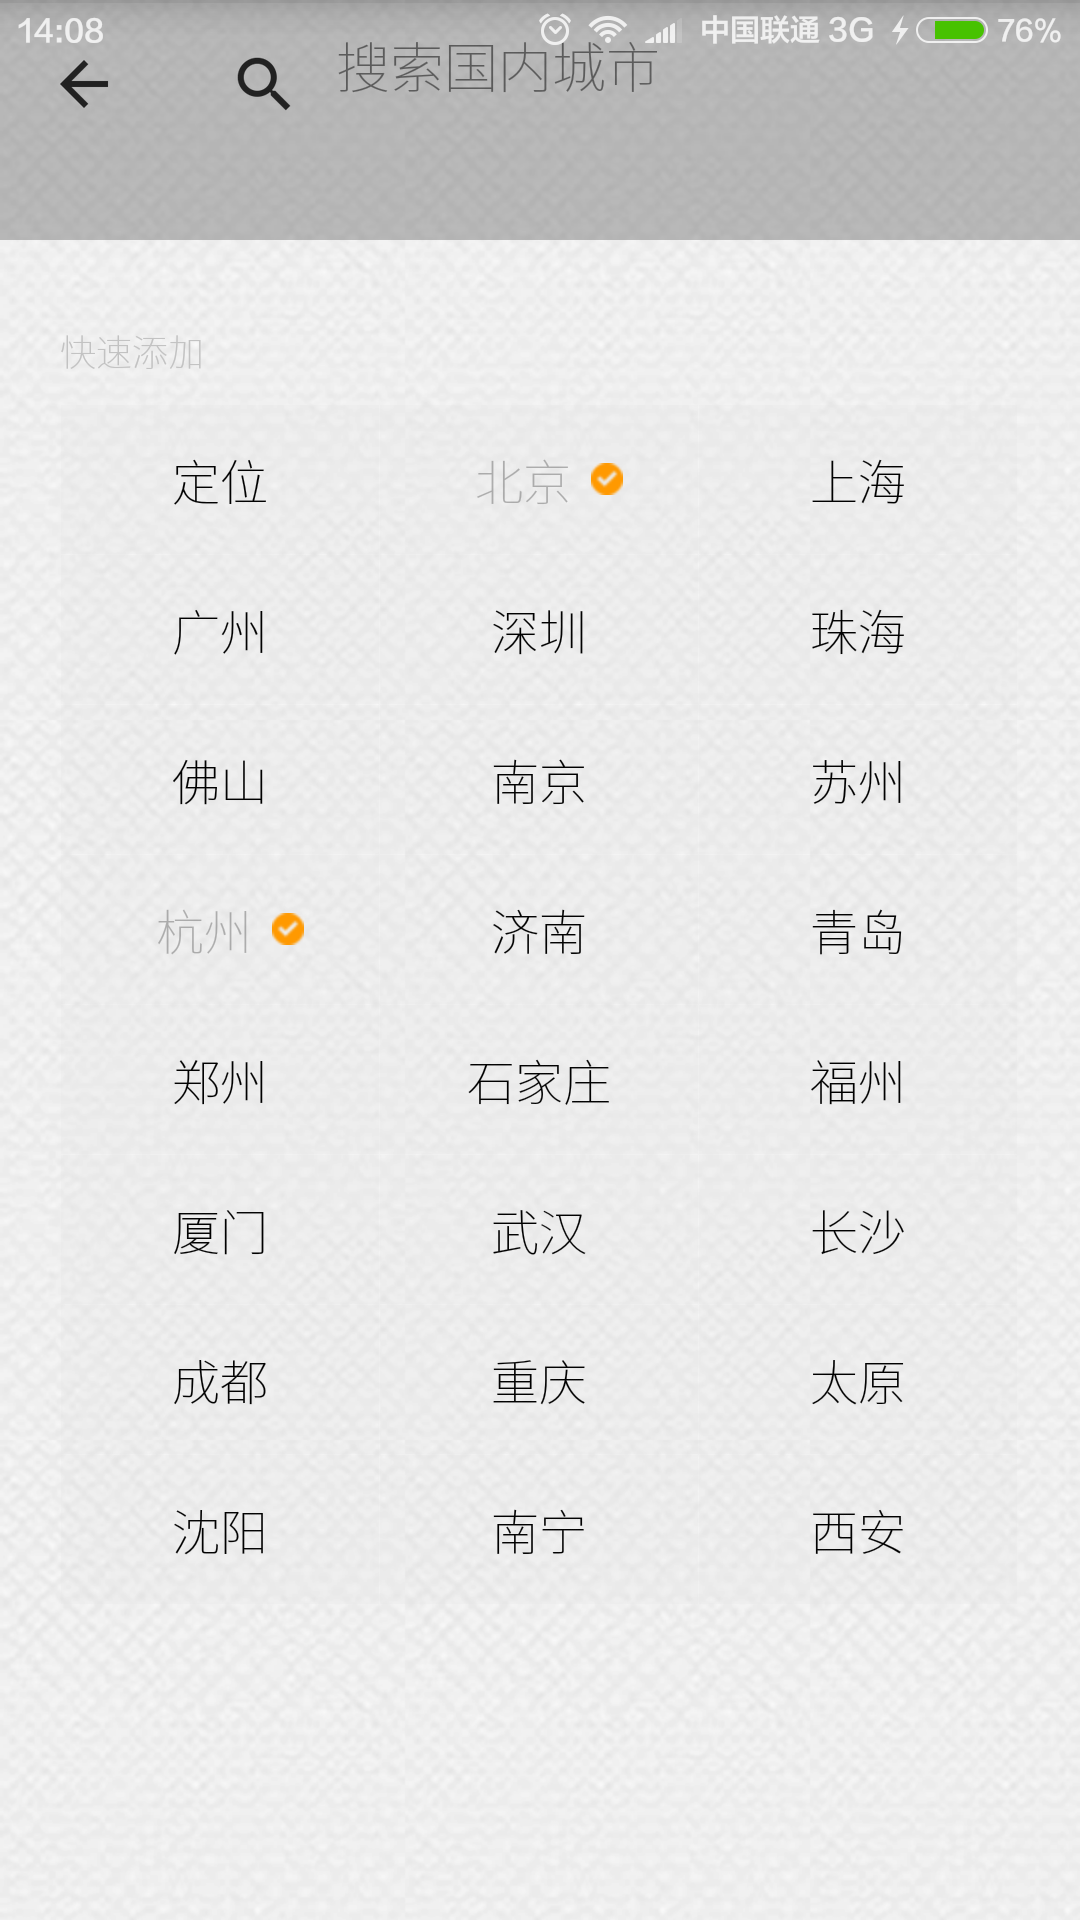 14:08 中国联通 3G 76%
搜索国内城市
快速添加
定位 北京 上海
广州 深圳 珠海
佛山 南京 苏州
杭州 济南 青岛
郑州 石家庄 福州
厦门 武汉 长沙
成都 重庆 太原
沈阳 南宁 西安